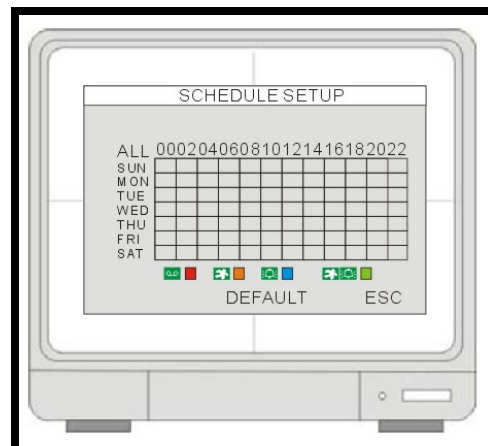 SCHEDULE SETUP
ALL 000204060810121416182022
SUN
MON
TUE
WED
THU
FRI
SAT
DEFAULT ESC